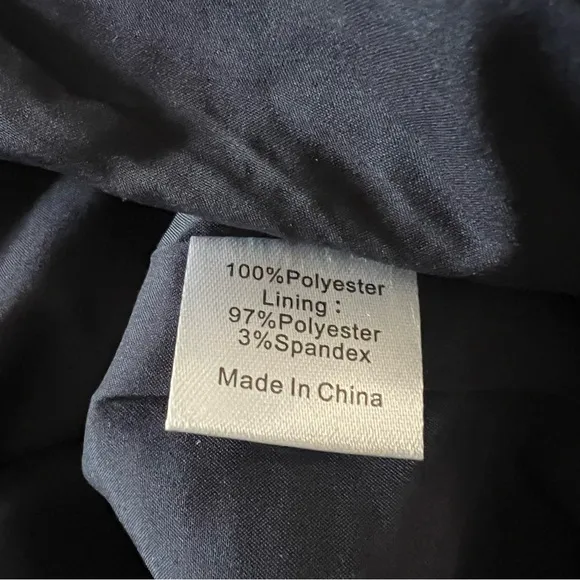 100%Polyester
Lining :
97%Polyester
3%Spandex
Made In China